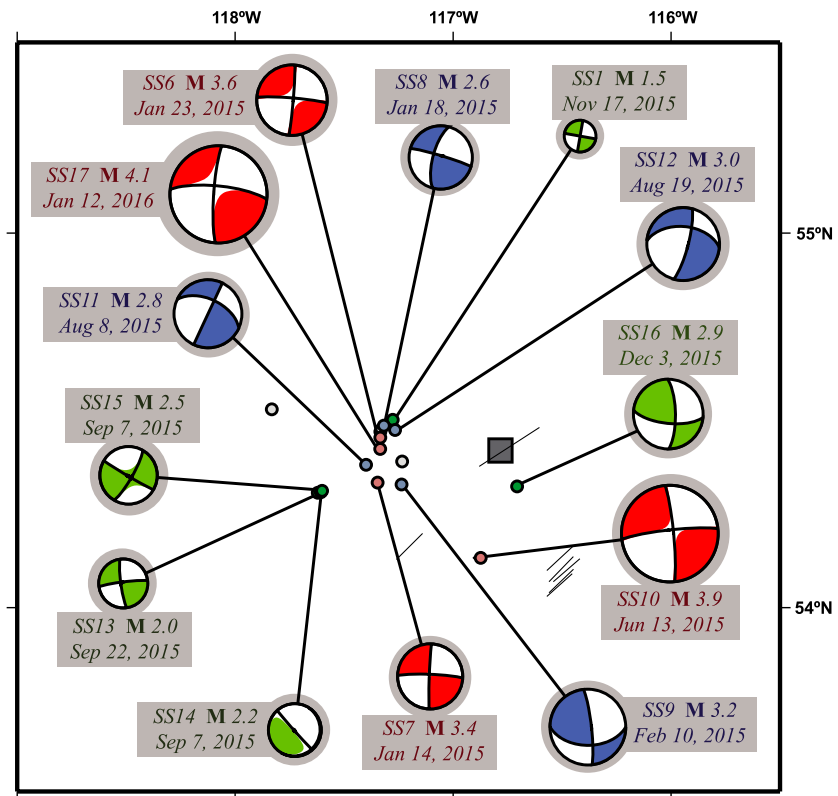 118ºW 117ºW 116ºW
SS6 M 3.6
Jan 23, 2015
SS8 M 2.6
Jan 18, 2015
SS1 M 1.5
Nov 17, 2015
SS17 M 4.1
Jan 12, 2016
SS12 M 3.0
Aug 19, 2015
55ºN
SS11 M 2.8
Aug 8, 2015
SS16 M 2.9
Dec 3, 2015
SS15 M 2.5
Sep 7, 2015
SS10 M 3.9
Jun 13, 2015
54ºN
SS13 M 2.0
Sep 22, 2015
SS14 M 2.2
Sep 7, 2015
SS7 M 3.4
Jan 14, 2015
SS9 M 3.2
Feb 10, 2015